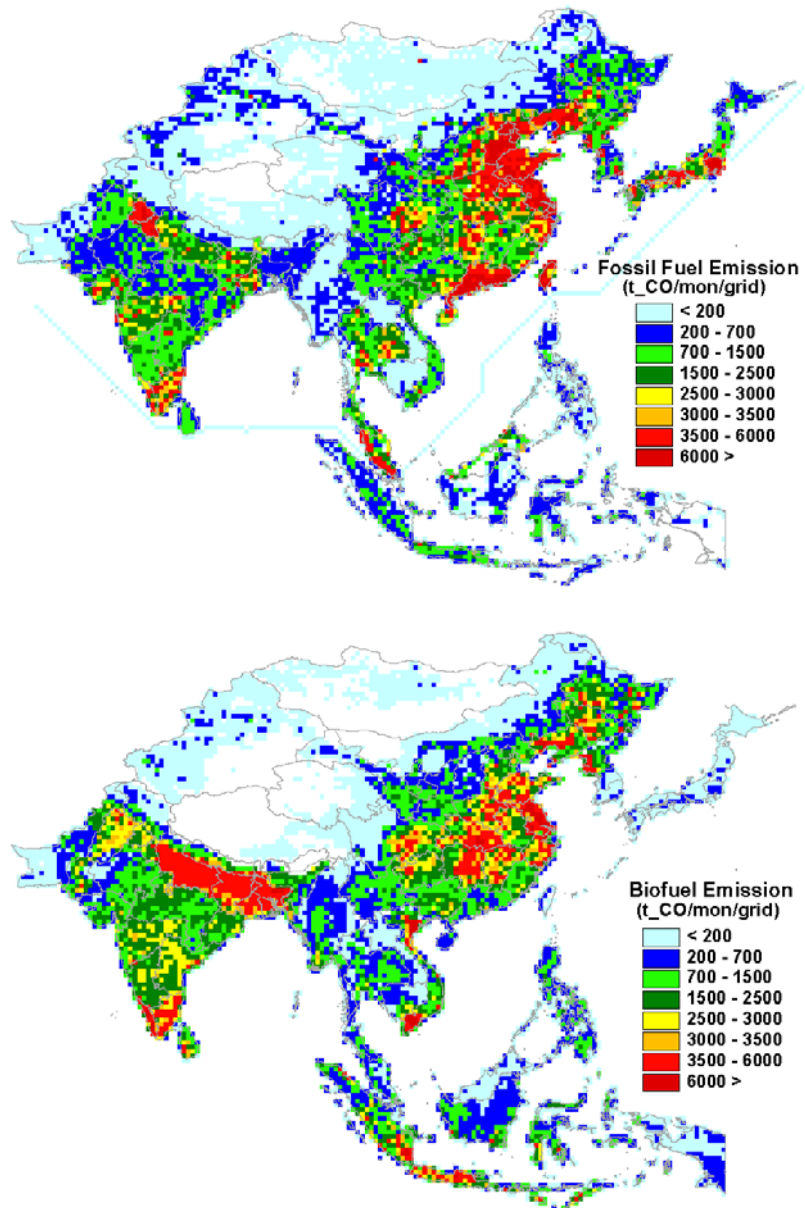 Fossil Fuel Emission
(t_CO/mon/grid)
< 200
200 - 700
700 - 1500
1500 - 2500
2500 - 3000
3000 - 3500
3500 - 6000
6000 >
Biofuel Emission
(t_CO/mon/grid)
< 200
200 - 700
700 - 1500
1500 - 2500
2500 - 3000
3000 - 3500
3500 - 6000
6000 >